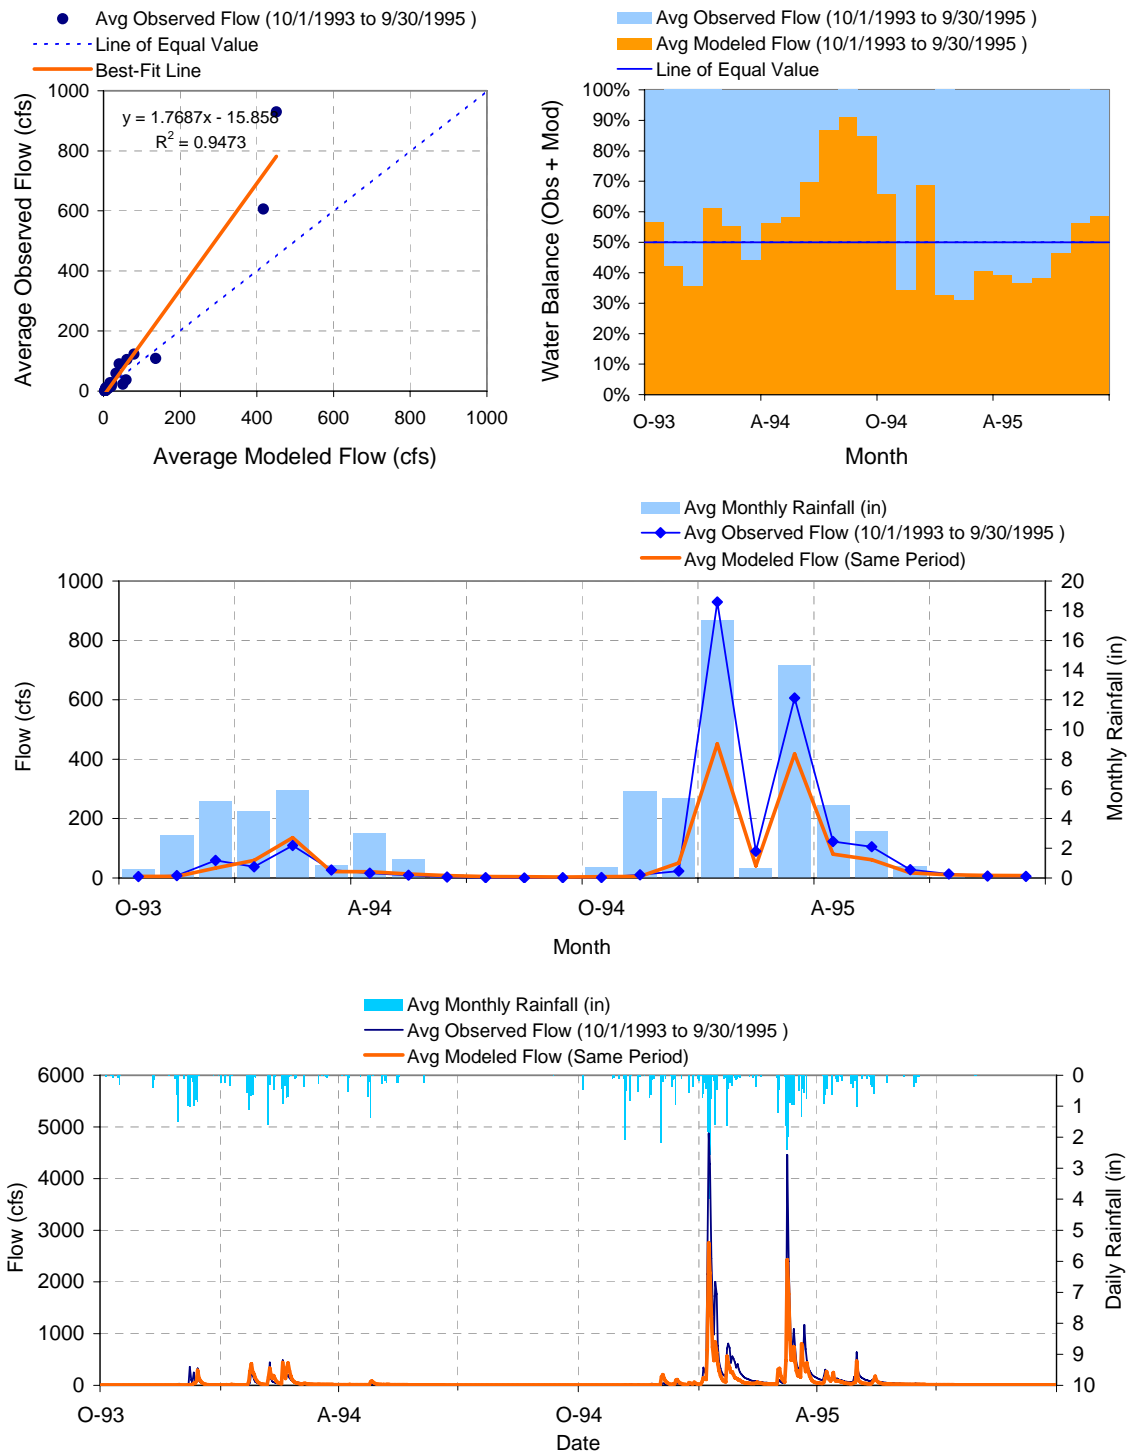 Avg Observed Flow (10/1/1993 to 9/30/1995 )
Line of Equal Value
Best-Fit Line
y = 1.7687x - 15.858
R2 = 0.9473
Average Observed Flow (cfs)
1000
800
600
400
200
0
0 200 400 600 800 1000
Average Modeled Flow (cfs)
Avg Observed Flow (10/1/1993 to 9/30/1995 )
Avg Modeled Flow (10/1/1993 to 9/30/1995 )
Line of Equal Value
Water Balance (Obs + Mod)
100%
90%
80%
70%
60%
50%
40%
30%
20%
10%
0%
O-93 A-94 O-94 A-95
Month
Avg Monthly Rainfall (in)
Avg Observed Flow (10/1/1993 to 9/30/1995 )
Avg Modeled Flow (Same Period)
Flow (cfs)
1000
800
600
400
200
0
20
18
16
14
12
10
8
6
4
2
0
Monthly Rainfall (in)
O-93 A-94 O-94 A-95
Month
Avg Monthly Rainfall (in)
Avg Observed Flow (10/1/1993 to 9/30/1995 )
Avg Modeled Flow (Same Period)
Flow (cfs)
6000
5000
4000
3000
2000
1000
0
0
1
2
3
4
5
6
7
8
9
10
Daily Rainfall (in)
O-93 A-94 O-94 A-95
Date